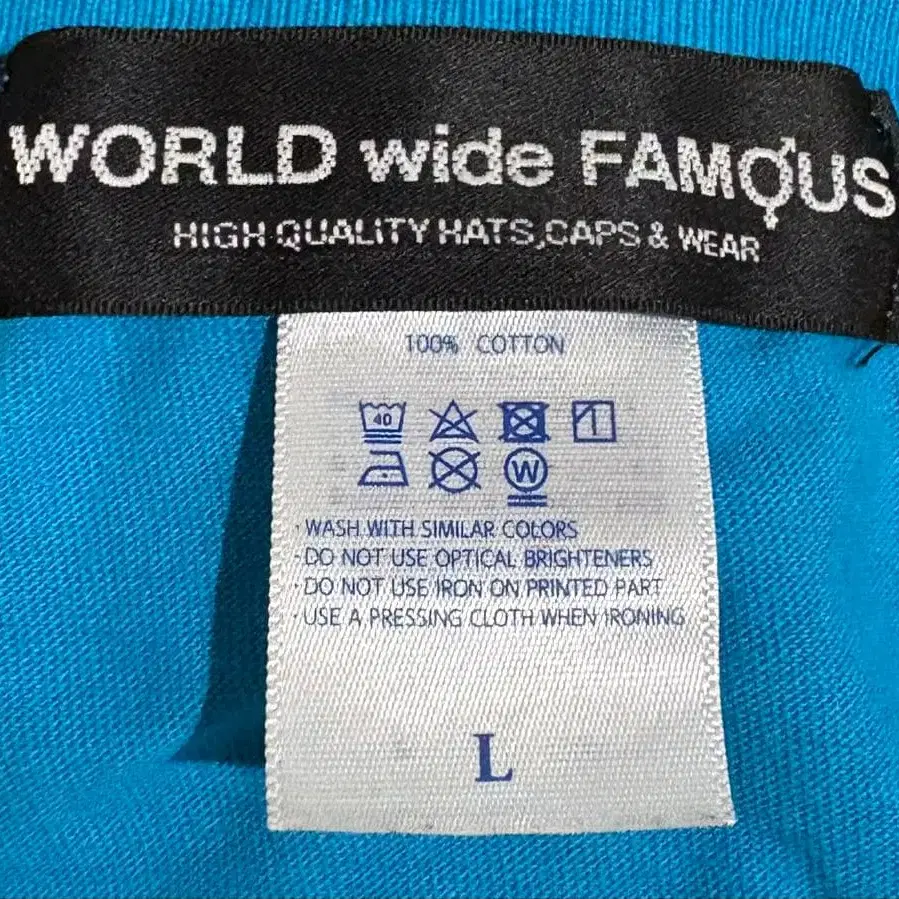 WORLD wide FAMOUS
HIGH QUALITY HATS,CAPS & WEAR
100% COTTON
40
W
· WASH WITH SIMILAR COLORS
· DO NOT USE OPTICAL BRIGHTENERS
· DO NOT USE IRON ON PRINTED PART
· USE A PRESSING CLOTH WHEN IRONING
L